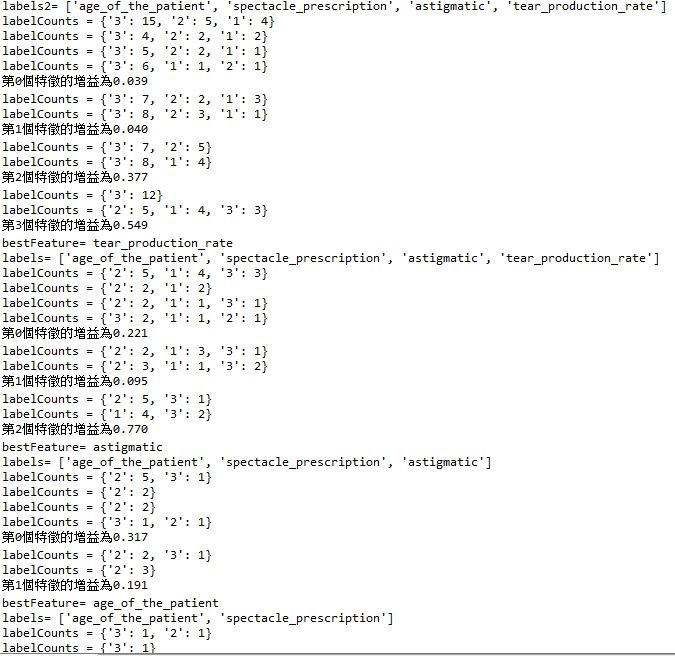 labels2= ['age_of_the_patient', 'spectacle_prescription', 'astigmatic', 'tear_production_rate']
labelCounts = {'3': 15, '2': 5, '1': 4}
labelCounts = {'3': 4, '2': 2, '1': 2}
labelCounts = {'3': 5, '2': 2, '1': 1}
labelCounts = {'3': 6, '1': 1, '2': 1}
第0個特徵的增益為0.039
labelCounts = {'3': 7, '2': 2, '1': 3}
labelCounts = {'3': 8, '2': 3, '1': 1}
第1個特徵的增益為0.040
labelCounts = {'3': 7, '2': 5}
labelCounts = {'3': 8, '1': 4}
第2個特徵的增益為0.377
labelCounts = {'3': 12}
labelCounts = {'2': 5, '1': 4, '3': 3}
第3個特徵的增益為0.549
bestFeature= tear_production_rate
labels= ['age_of_the_patient', 'spectacle_prescription', 'astigmatic', 'tear_production_rate']
labelCounts = {'2': 5, '1': 4, '3': 3}
labelCounts = {'2': 2, '1': 2}
labelCounts = {'2': 2, '1': 1, '3': 1}
labelCounts = {'3': 2, '1': 1, '2': 1}
第0個特徵的增益為0.221
labelCounts = {'2': 2, '1': 3, '3': 1}
labelCounts = {'2': 3, '1': 1, '3': 2}
第1個特徵的增益為0.095
labelCounts = {'2': 5, '3': 1}
labelCounts = {'1': 4, '3': 2}
第2個特徵的增益為0.770
bestFeature= astigmatic
labels= ['age_of_the_patient', 'spectacle_prescription', 'astigmatic']
labelCounts = {'2': 5, '3': 1}
labelCounts = {'2': 2}
labelCounts = {'2': 2}
labelCounts = {'3': 1, '2': 1}
第0個特徵的增益為0.317
labelCounts = {'2': 2, '3': 1}
labelCounts = {'2': 3}
第1個特徵的增益為0.191
bestFeature= age_of_the_patient
labels= ['age_of_the_patient', 'spectacle_prescription']
labelCounts = {'3': 1, '2': 1}
labelCounts = {'3': 1}